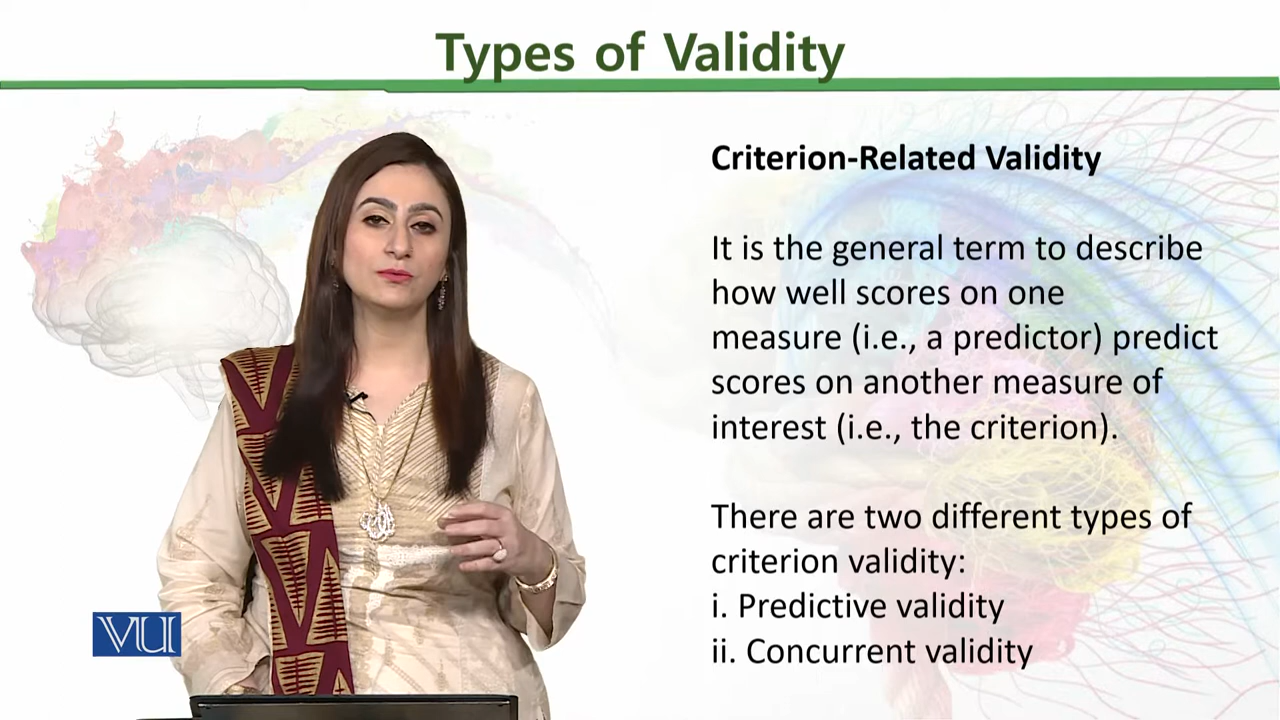 Types of Validity
Criterion-Related Validity
It is the general term to describe
how well scores on one
measure (i.e., a predictor) predict
scores on another measure of
interest (i.e., the criterion).
There are two different types of
criterion validity:
i. Predictive validity
ii. Concurrent validity
VU